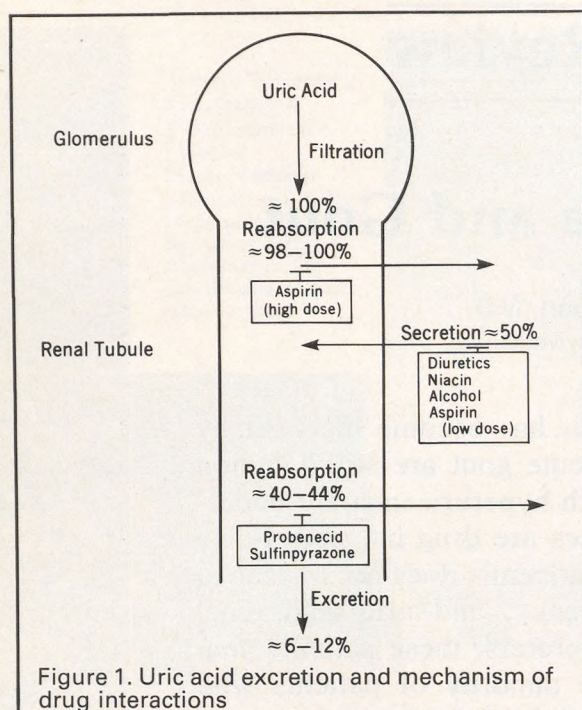 Uric Acid
Glomerulus
Filtration
≈ 100%
Reabsorption
≈98–100%
Aspirin
(high dose)
Secretion ≈50%
Renal Tubule
Diuretics
Niacin
Alcohol
Aspirin
(low dose)
Reabsorption
≈40–44%
Probenecid
Sulfinpyrazone
Excretion
≈6–12%
Figure 1. Uric acid excretion and mechanism of
drug interactions